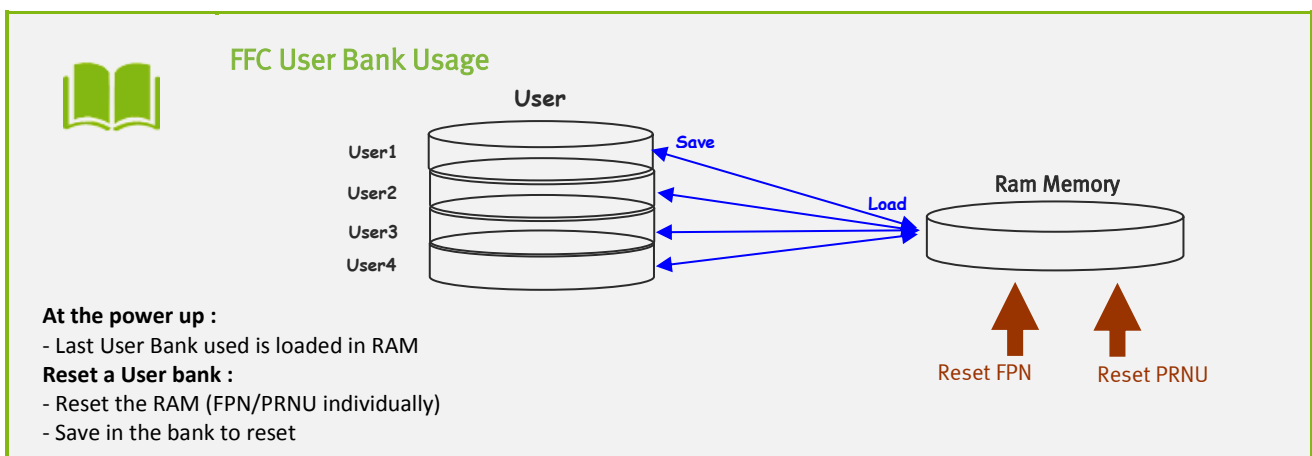 FFC User Bank Usage
User
User1
Save
User2
Ram Memory
Load
User3
User4
At the power up :
- Last User Bank used is loaded in RAM
Reset a User bank :
Reset FPN
Reset PRNU
- Reset the RAM (FPN/PRNU individually)
- Save in the bank to reset